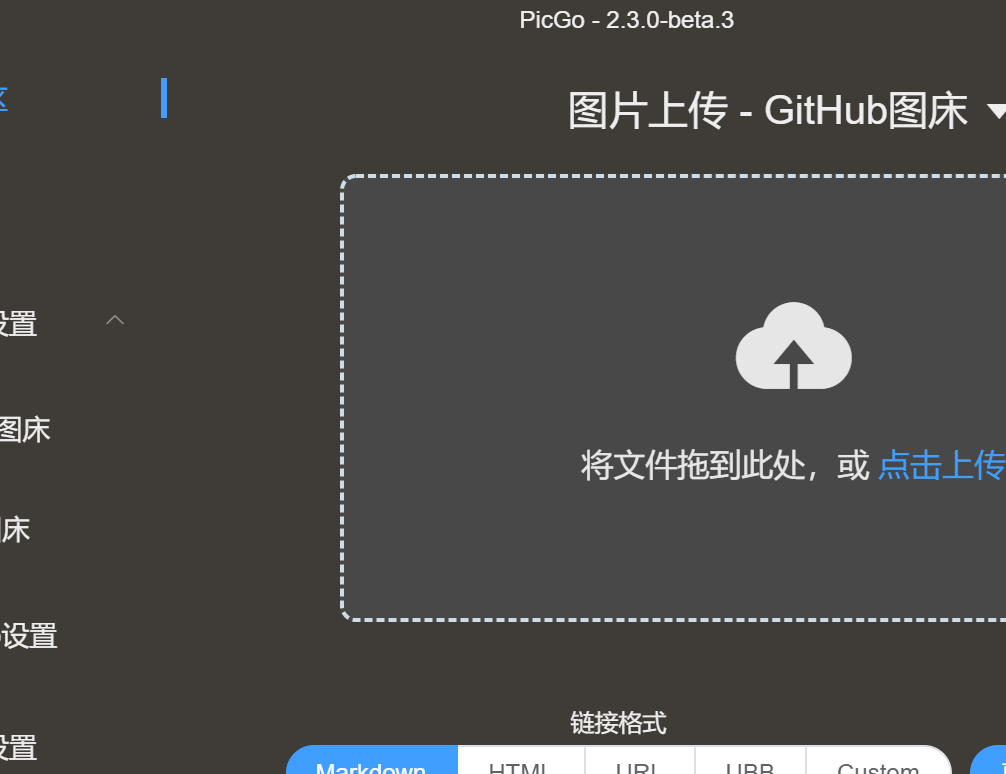 PicGo - 2.3.0-beta.3
区
图片上传 - GitHub图床
设置
图床
将文件拖到此处，或 点击上传
图床
设置
设置
链接格式
Markdown
HTML
URL
UBB
Custom